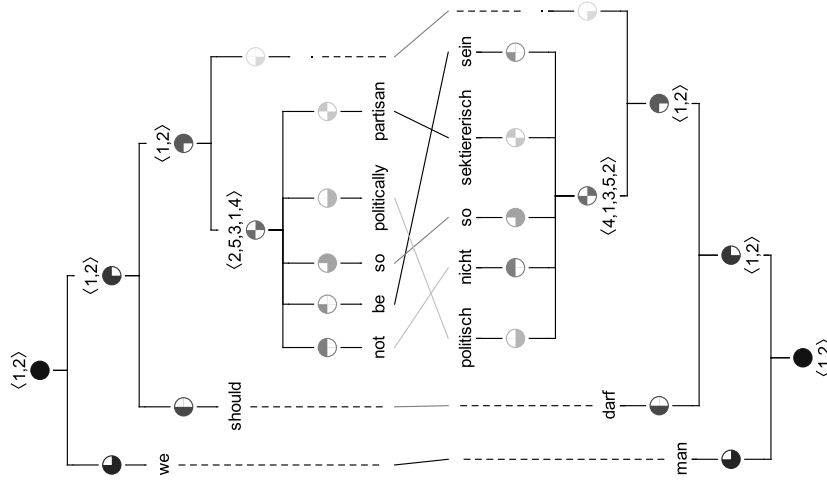 ⟨1,2⟩
⟨1,2⟩
⟨1,2⟩
⟨2,5,3,1,4⟩
we
should
not
be
so
politically
partisan
.
politisch
nicht
so
sektiererisch
sein
.
⟨4,1,3,5,2⟩
darf
man
⟨1,2⟩
⟨1,2⟩
⟨1,2⟩